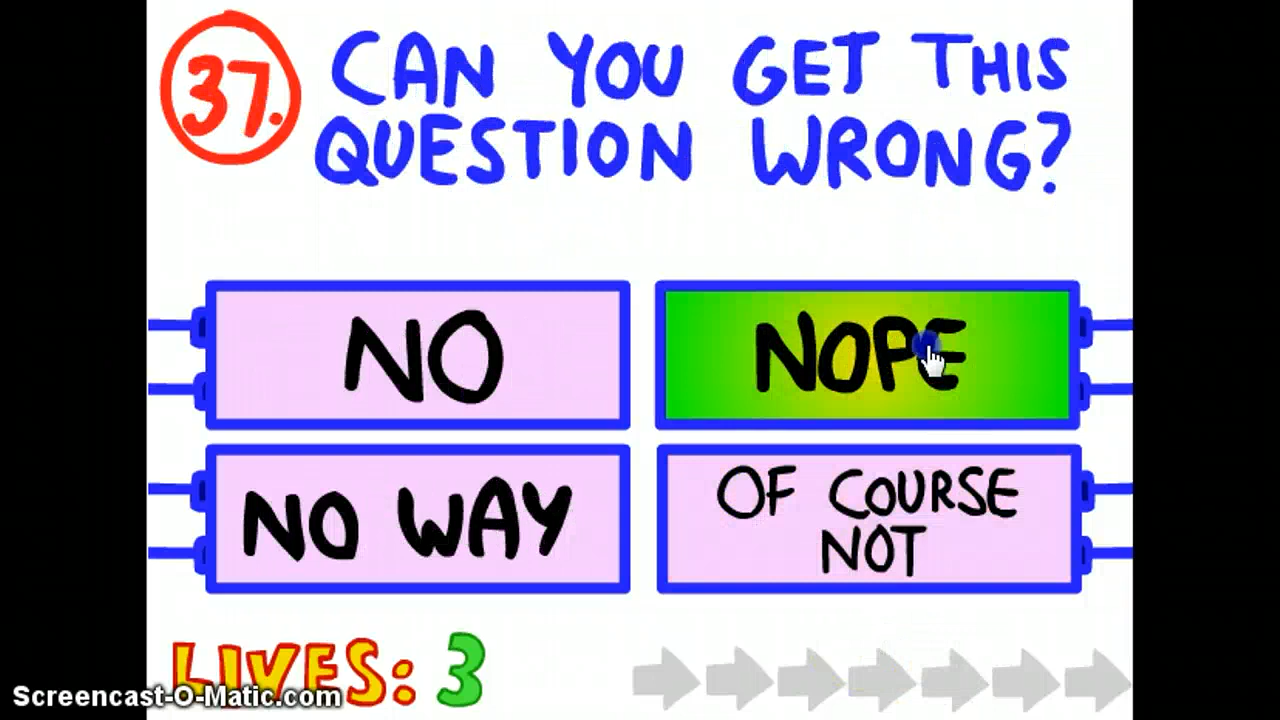 37.
CAN YOU GET THIS
QUESTION WRONG?
NO
NOPE
NO WAY
OF COURSE
NOT
LIVES: 3
Screencast-O-Matic.com